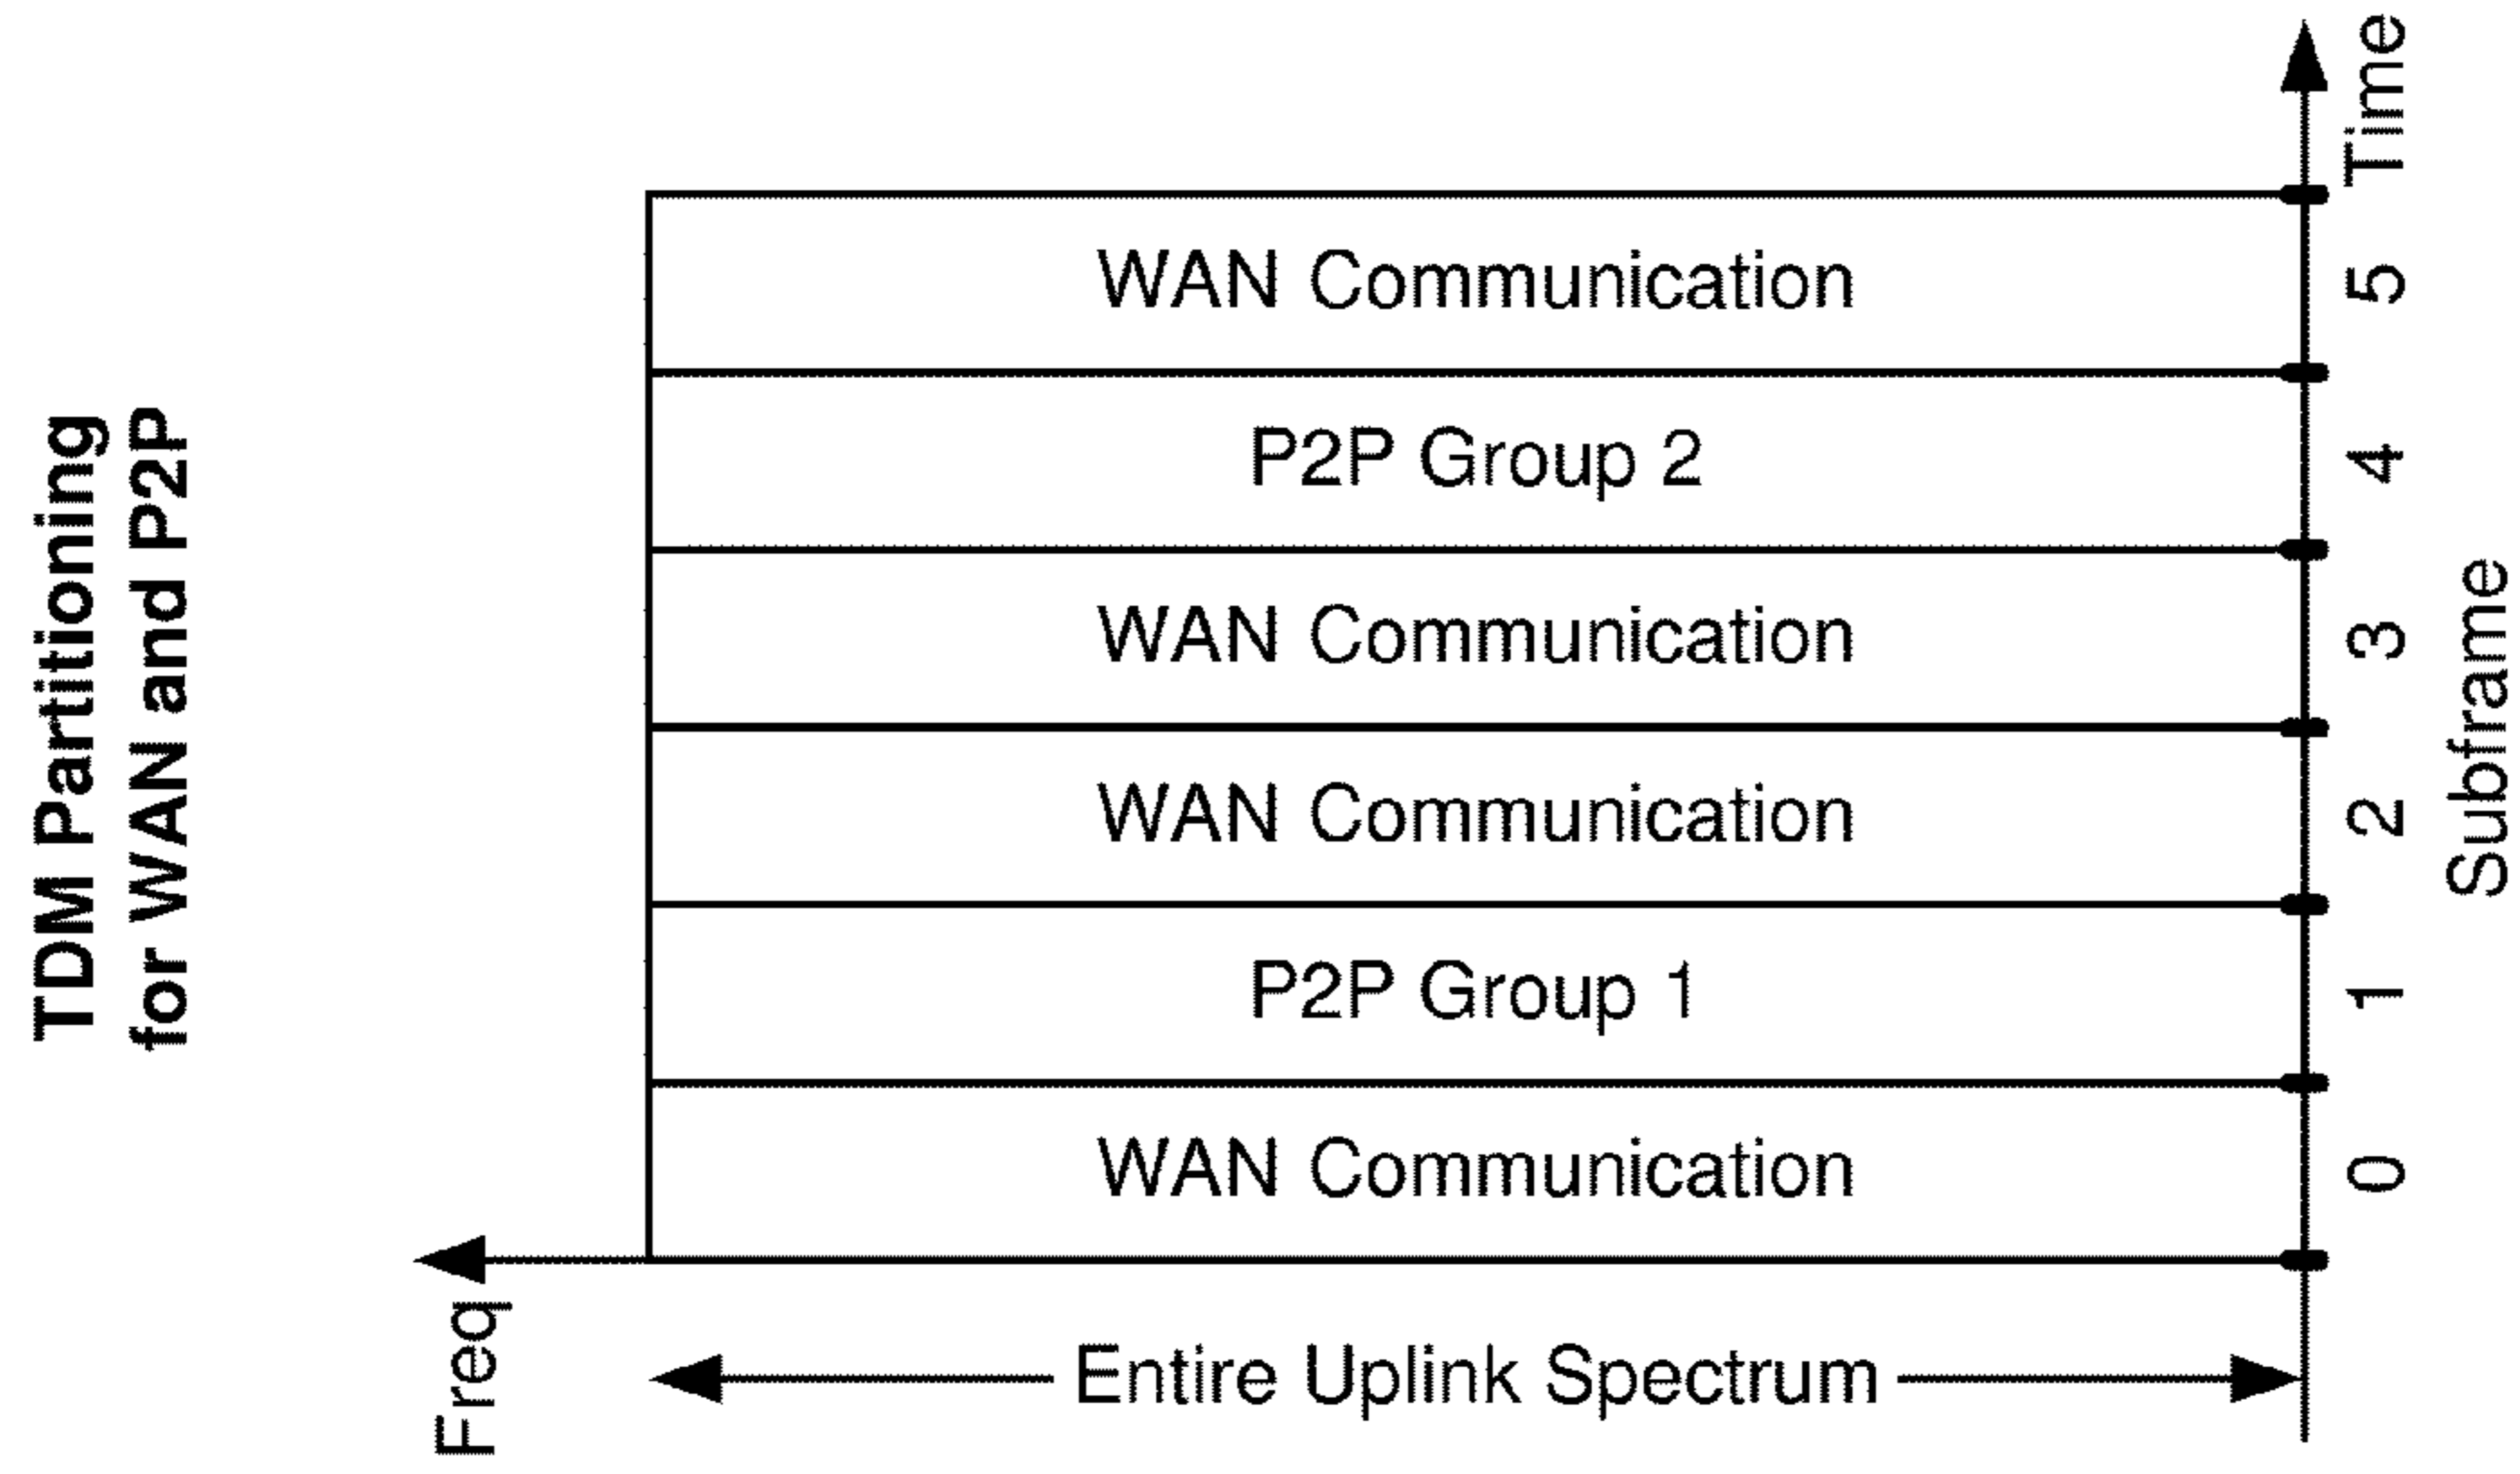 TDM Partitioning
for WAN and P2P
Time
WAN Communication
5
P2P Group 2
4
WAN Communication
3
Subframe
WAN Communication
2
P2P Group 1
1
WAN Communication
0
Freq
Entire Uplink Spectrum